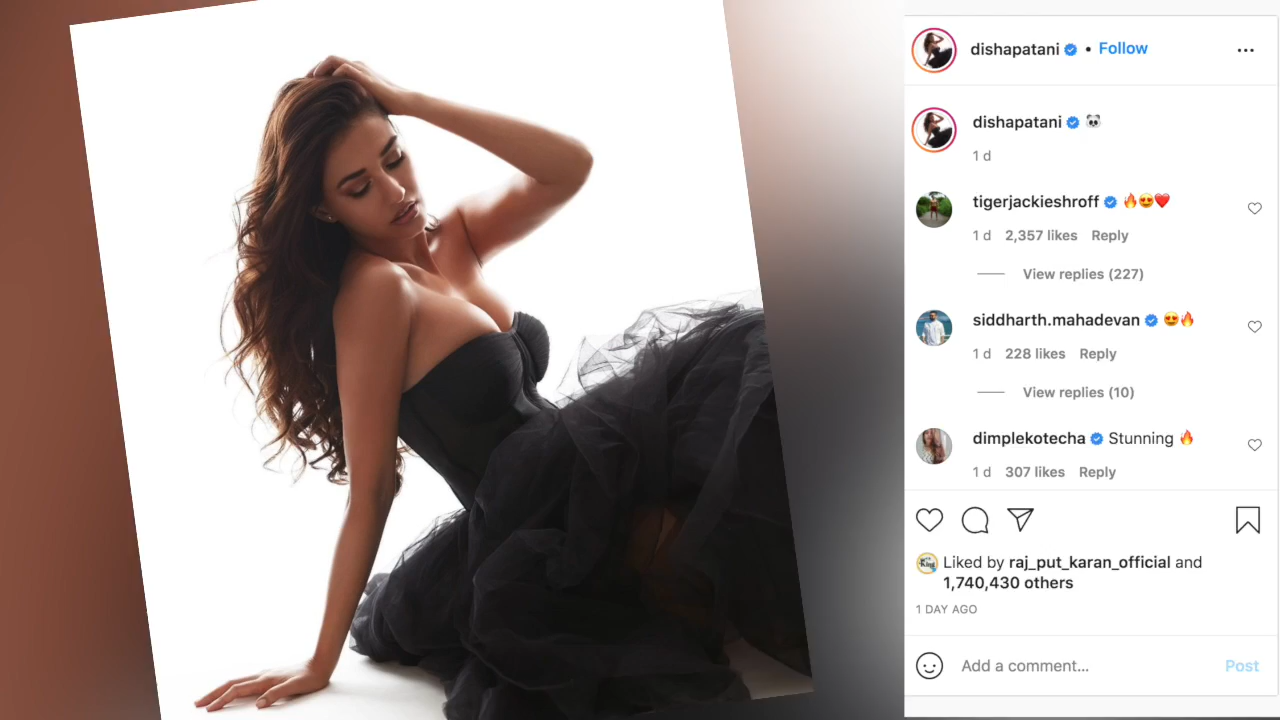 dishapatani • Follow
dishapatani 🐼
1 d
tigerjackieshroff 🔥😍❤️
1 d 2,357 likes Reply
View replies (227)
siddharth.mahadevan 😍🔥
1 d 228 likes Reply
View replies (10)
dimplekotecha Stunning 🔥
1 d 307 likes Reply
Liked by raj_put_karan_official and
1,740,430 others
1 DAY AGO
Add a comment... Post